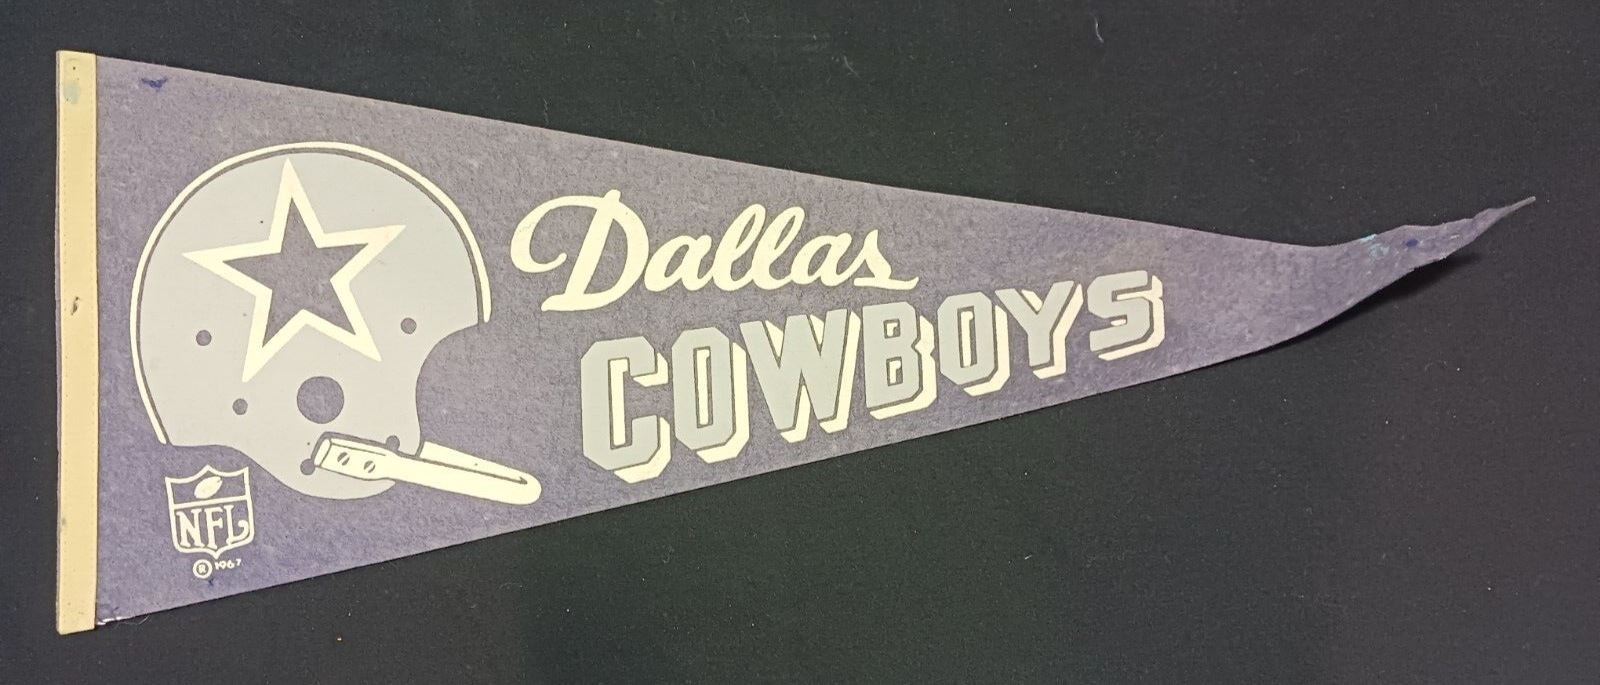 Dallas
COWBOYS
NFL
® 1967